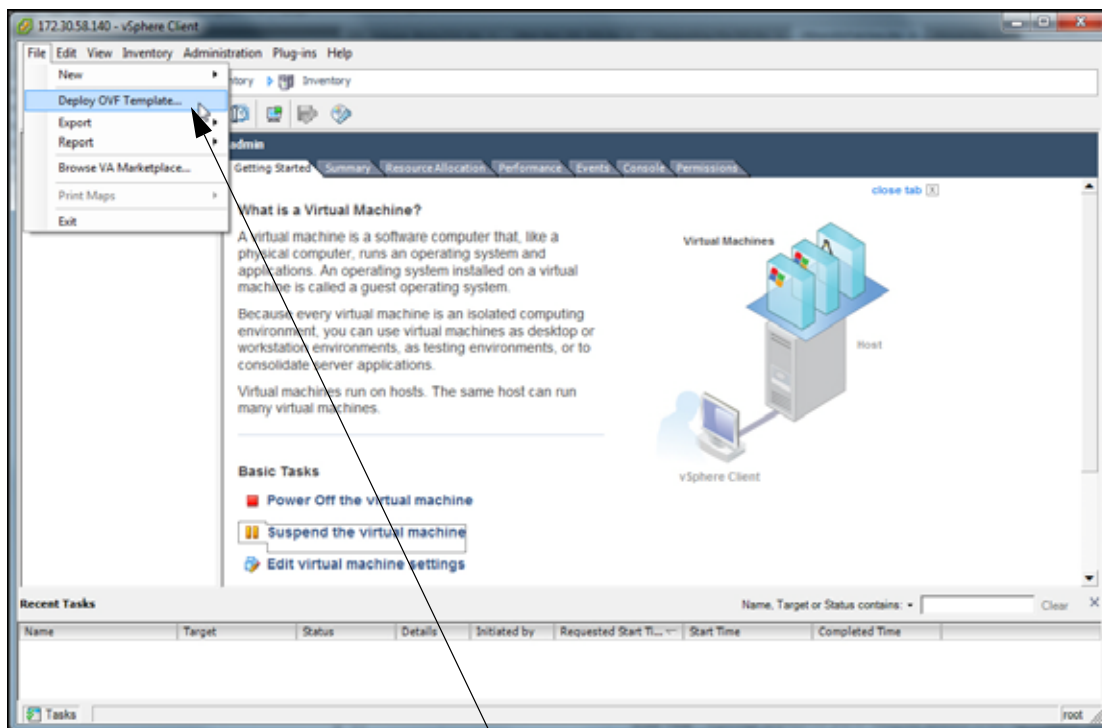 172.30.58.140 - vSphere Client
File Edit View Inventory Administration Plug-ins Help
New
Inventory
Deploy OVF Template...
Export
Report
Browse VA Marketplace...
Print Maps
Exit
admin
Getting Started Summary Resource Allocation Performance Events Console Permissions
close tab
What is a Virtual Machine?
A virtual machine is a software computer that, like a
physical computer, runs an operating system and
applications. An operating system installed on a virtual
machine is called a guest operating system.
Because every virtual machine is an isolated computing
environment, you can use virtual machines as desktop or
workstation environments, as testing environments, or to
consolidate server applications.
Virtual machines run on hosts. The same host can run
many virtual machines.
Virtual Machines
Host
vSphere Client
Basic Tasks
Power Off the virtual machine
Suspend the virtual machine
Edit virtual machine settings
Recent Tasks
Name, Target or Status contains:
Clear
Name Target Status Details Initiated by Requested Start Ti... Start Time Completed Time
Tasks
root